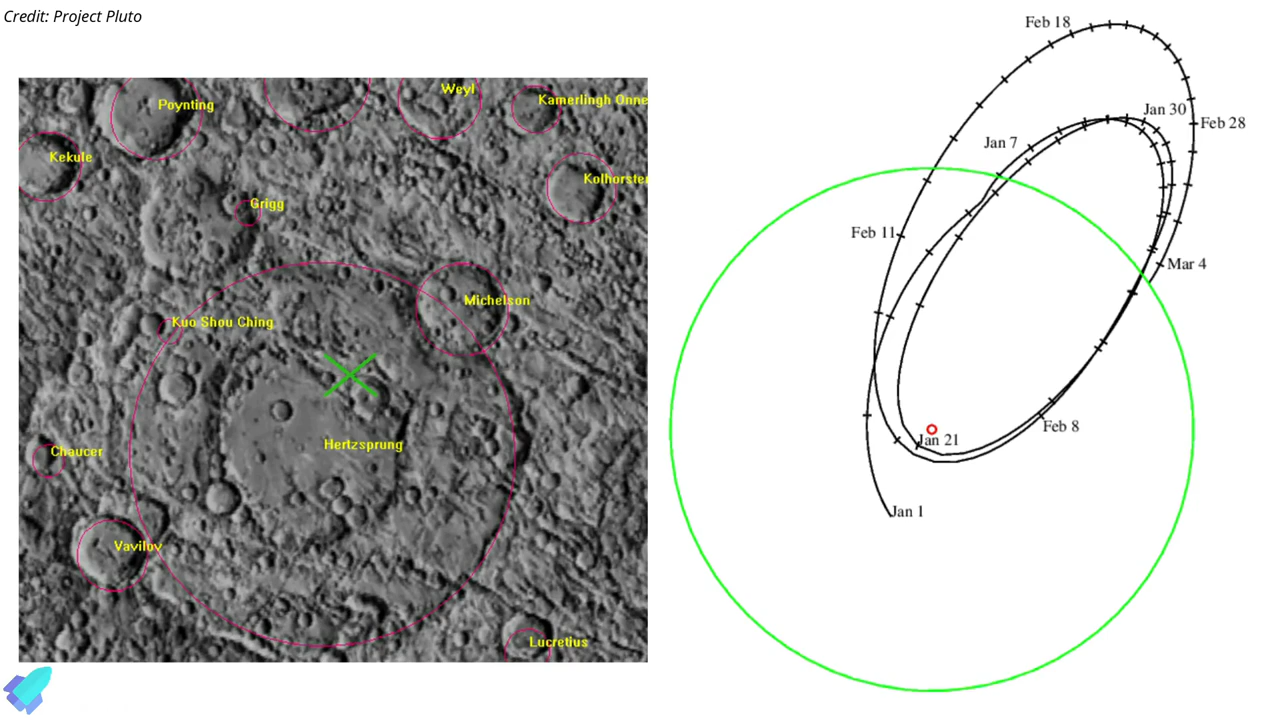 Credit: Project Pluto
Weyl
Poynting
Kamerlingh Onne
Kekule
Kolhorster
Grigg
Michelson
Kuo Shou Ching
Hertzsprung
Chaucer
Vavilov
Lucretius
Feb 18
Jan 30
Feb 28
Jan 7
Feb 11
Mar 4
Feb 8
Jan 21
Jan 1